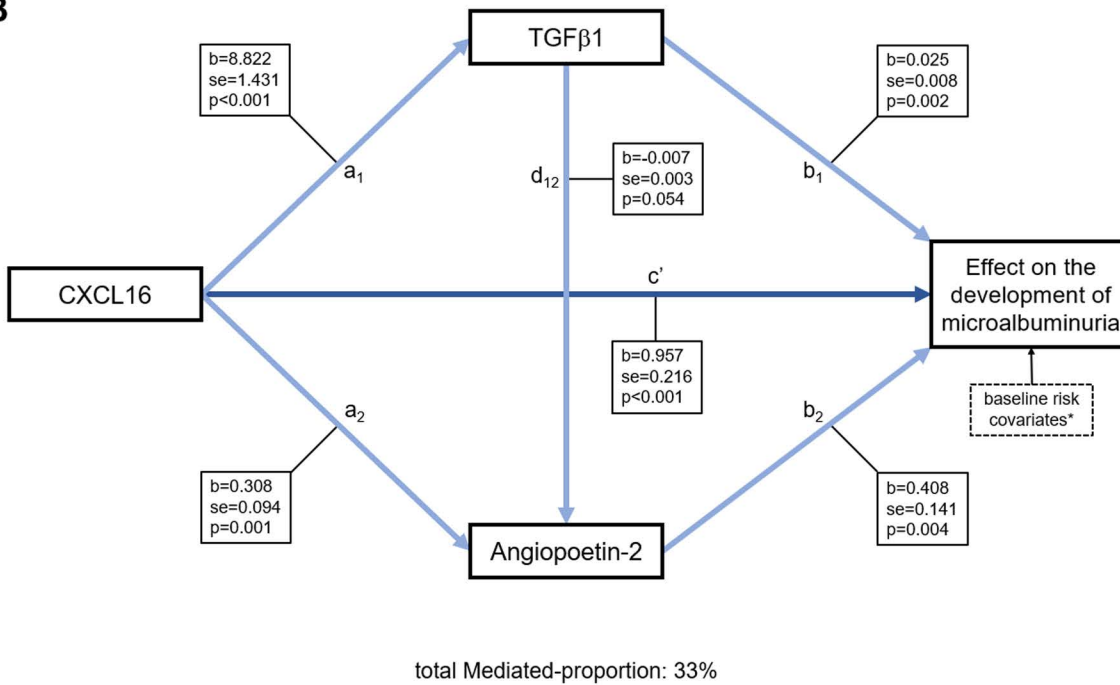 B
TGFβ1
b=8.822
se=1.431
p<0.001
b=0.025
se=0.008
p=0.002
a1
d12
b=-0.007
se=0.003
p=0.054
b1
CXCL16
c’
Effect on the
development of
microalbuminuria
b=0.957
se=0.216
p<0.001
baseline risk
covariates*
a2
b2
b=0.308
se=0.094
p=0.001
b=0.408
se=0.141
p=0.004
Angiopoetin-2
total Mediated-proportion: 33%